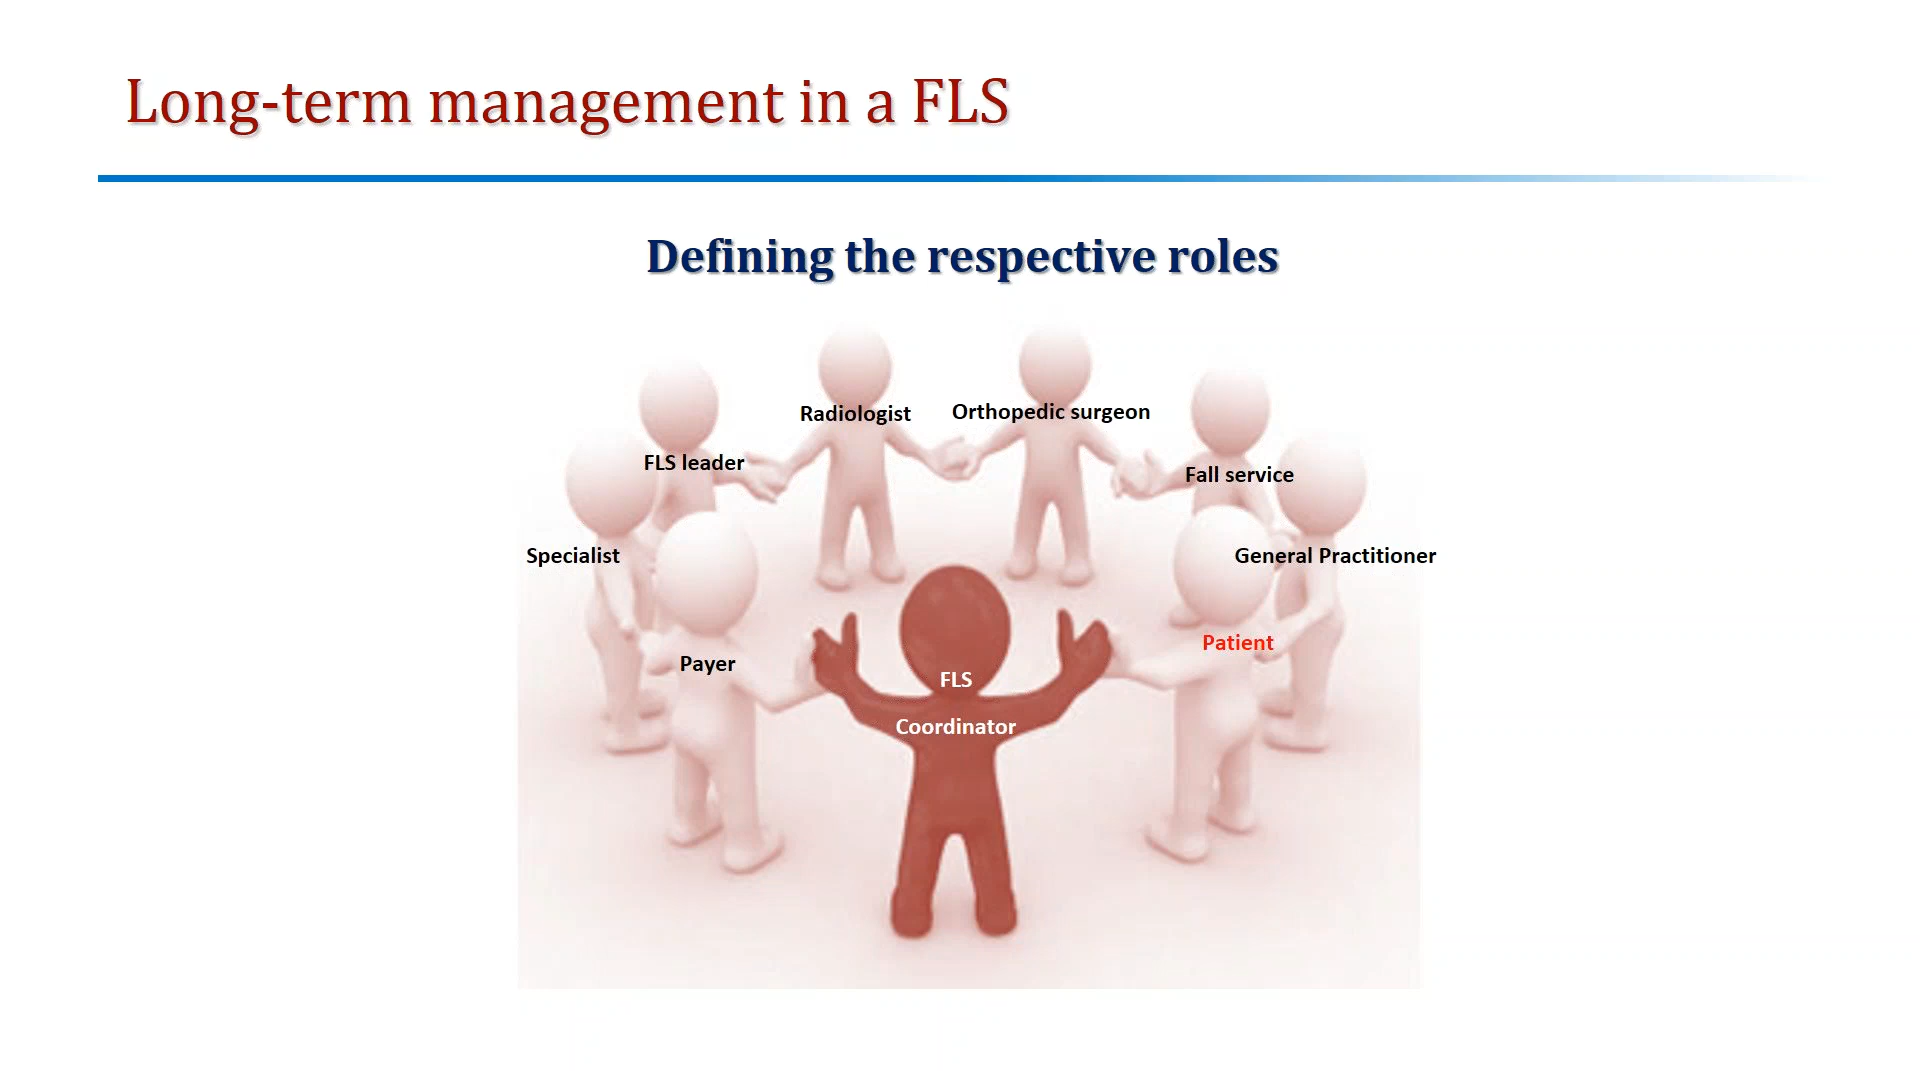 Long-term management in a FLS
Defining the respective roles
Radiologist
Orthopedic surgeon
FLS leader
Fall service
Specialist
General Practitioner
Payer
Patient
FLS
Coordinator